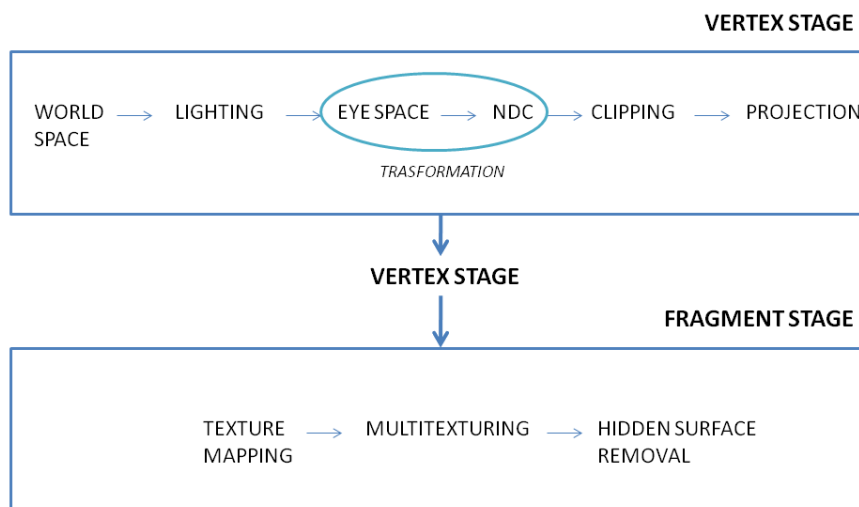 VERTEX STAGE
WORLD SPACE
LIGHTING
EYE SPACE
NDC
CLIPPING
PROJECTION
TRASFORMATION
VERTEX STAGE
FRAGMENT STAGE
TEXTURE MAPPING
MULTITEXTURING
HIDDEN SURFACE REMOVAL